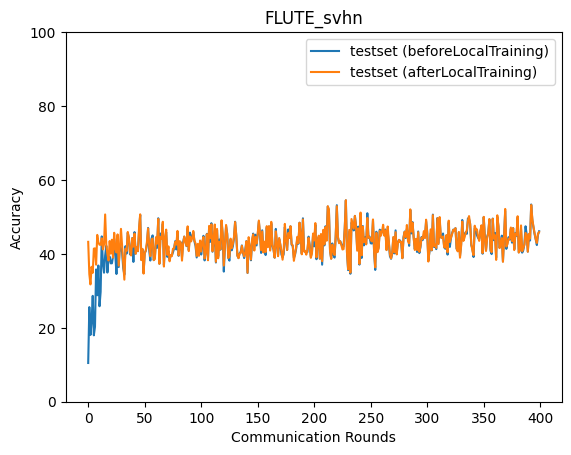 FLUTE_svhn
testset (beforeLocalTraining)
testset (afterLocalTraining)
100
80
60
40
20
0
Accuracy
0 50 100 150 200 250 300 350 400
Communication Rounds